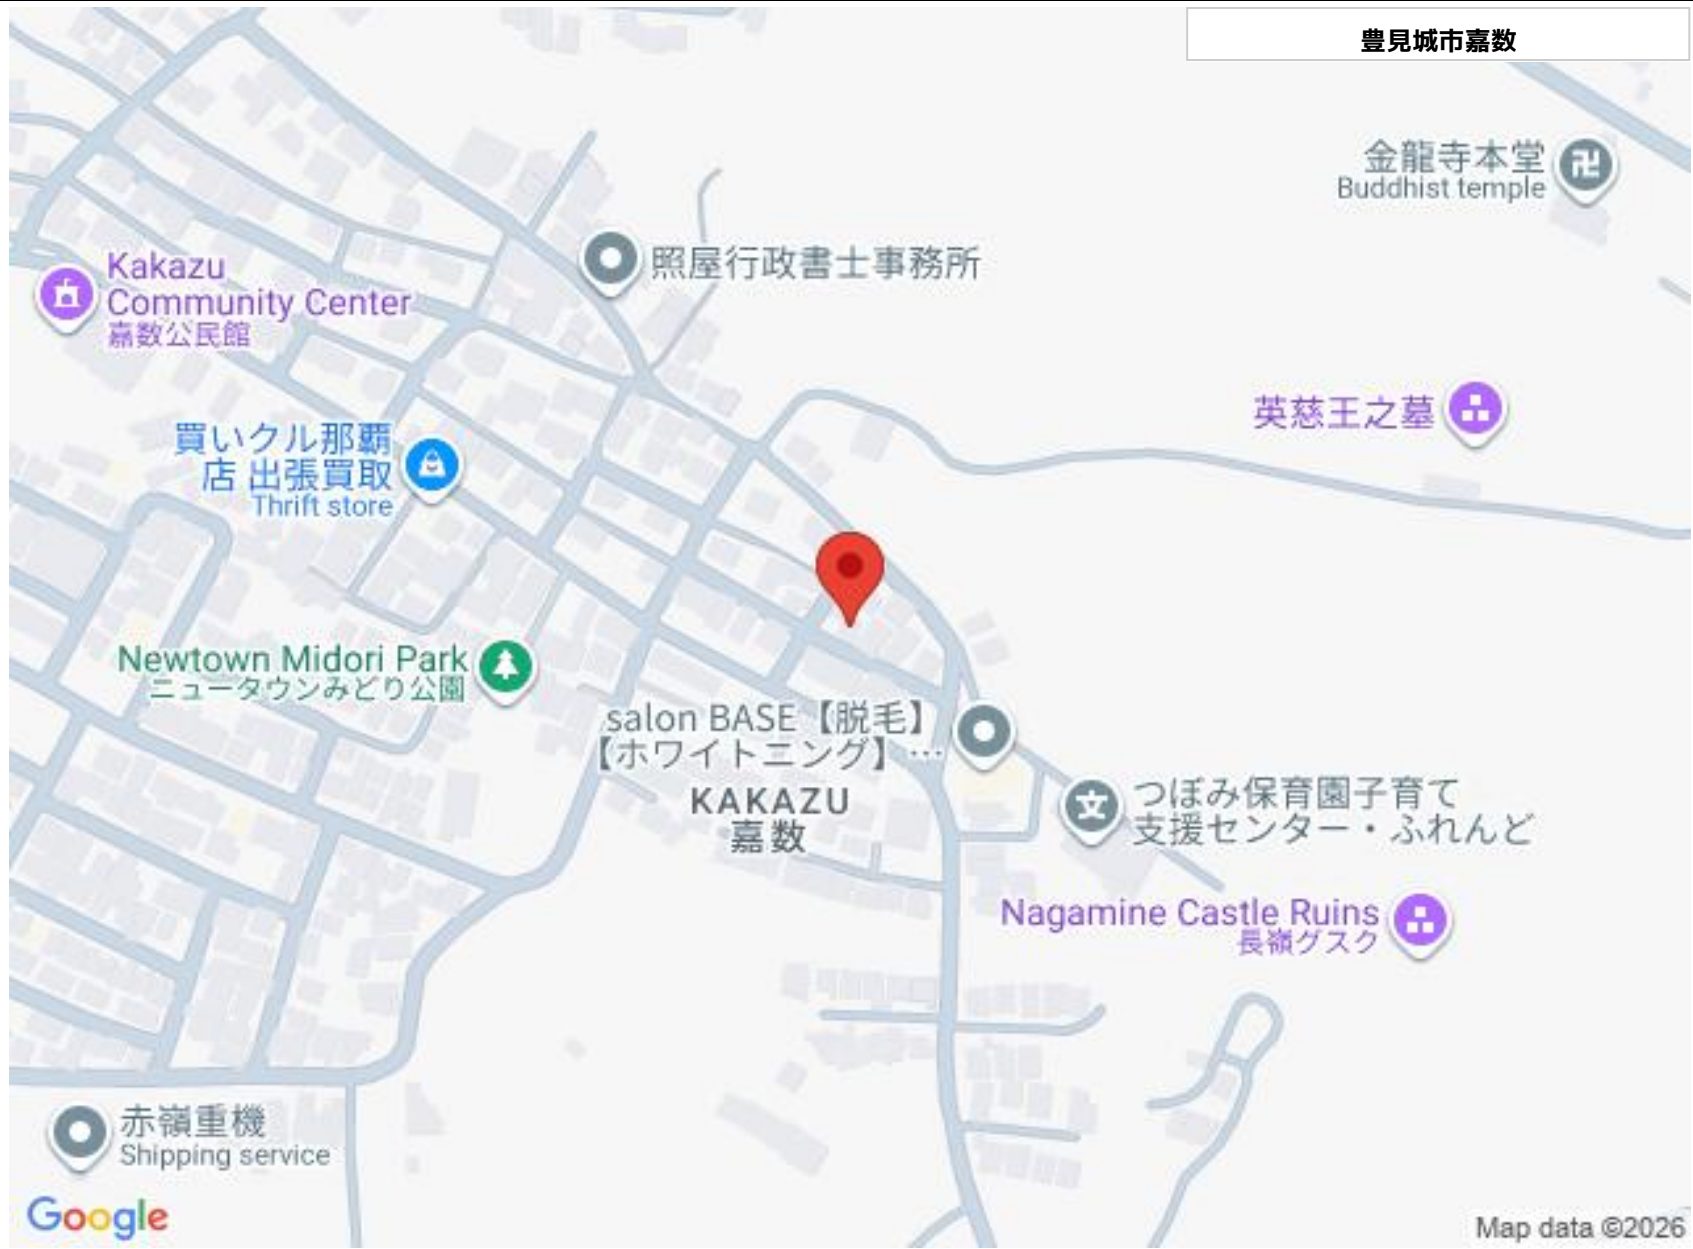 豊見城市嘉数
金龍寺本堂
Buddhist temple
照屋行政書士事務所
Kakazu
Community Center
嘉数公民館
英慈王之墓
買いクル那覇
店 出張買取
Thrift store
Newtown Midori Park
ニュータウンみどり公園
salon BASE【脱毛】
【ホワイトニング】…
KAKAZU
嘉数
つぼみ保育園子育て
支援センター・ふれんど
Nagamine Castle Ruins
長嶺グスク
赤嶺重機
Shipping service
Google
Map data ©2026